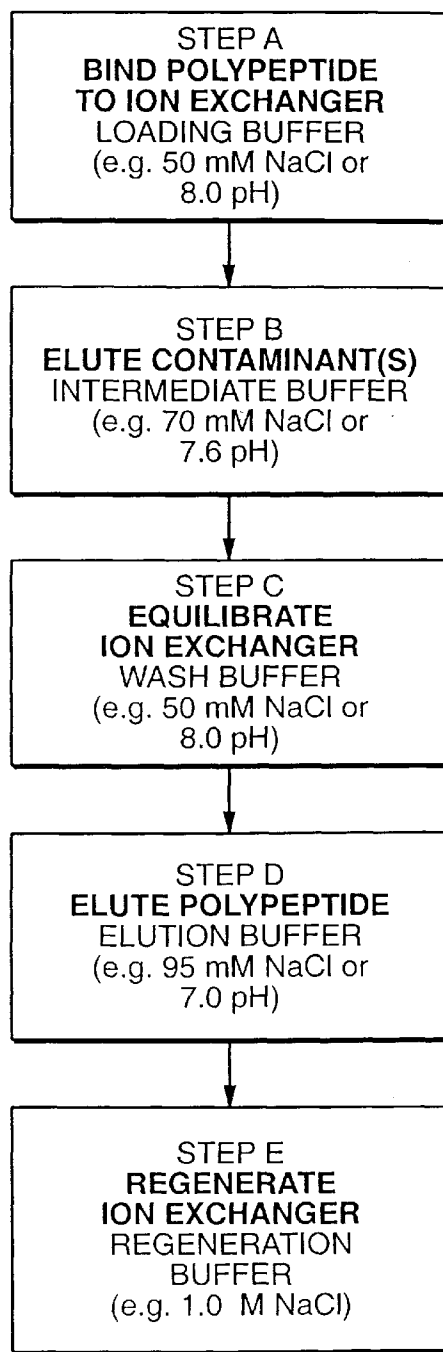 STEP A
BIND POLYPEPTIDE
TO ION EXCHANGER
LOADING BUFFER
(e.g. 50 mM NaCl or
8.0 pH)
STEP B
ELUTE CONTAMINANT(S)
INTERMEDIATE BUFFER
(e.g. 70 mM NaCl or
7.6 pH)
STEP C
EQUILIBRATE
ION EXCHANGER
WASH BUFFER
(e.g. 50 mM NaCl or
8.0 pH)
STEP D
ELUTE POLYPEPTIDE
ELUTION BUFFER
(e.g. 95 mM NaCl or
7.0 pH)
STEP E
REGENERATE
ION EXCHANGER
REGENERATION
BUFFER
(e.g. 1.0 M NaCl)